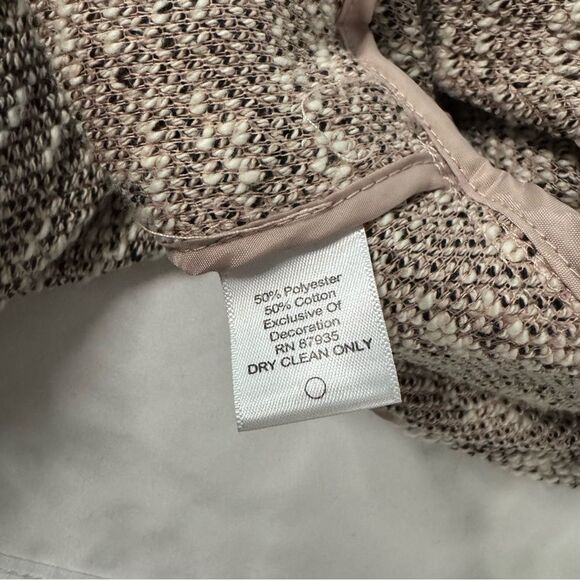 50% Polyester
50% Cotton
Exclusive Of
Decoration
RN 87935
DRY CLEAN ONLY